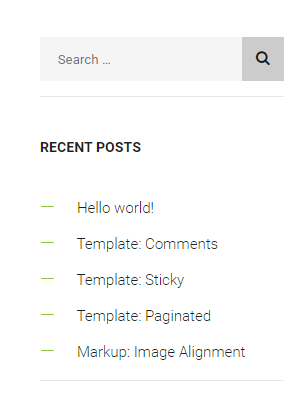 Search ...
RECENT POSTS
Hello world!
Template: Comments
Template: Sticky
Template: Paginated
Markup: Image Alignment